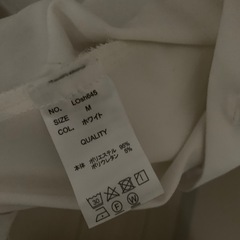 NO. LOsh645
SIZE M
COL. ホワイト
QUALITY
本体 ポリエステル 95%
ポリウレタン 5%